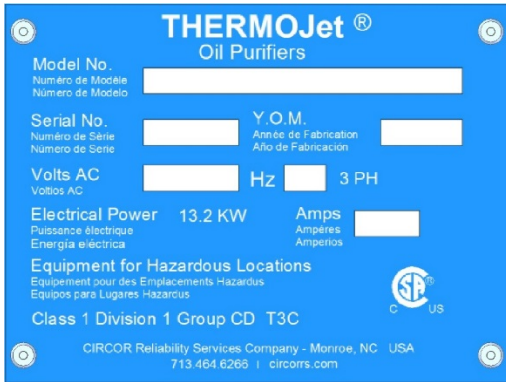 THERMOJet ®
Oil Purifiers
Model No.
Numéro de Modèle
Número de Modelo
Serial No.
Numéro de Série
Número de Serie
Y.O.M.
Année de Fabrication
Año de Fabricación
Volts AC
Voltios AC
Hz
3 PH
Electrical Power 13.2 KW
Puissance électrique
Energía eléctrica
Amps
Ampères
Amperios
Equipment for Hazardous Locations
Equipement pour des Emplacements Hazardus
Equipos para Lugares Hazardus
C SA ® US
Class 1 Division 1 Group CD T3C
CIRCOR Reliability Services Company - Monroe, NC USA
713.464.6266 | circorrs.com